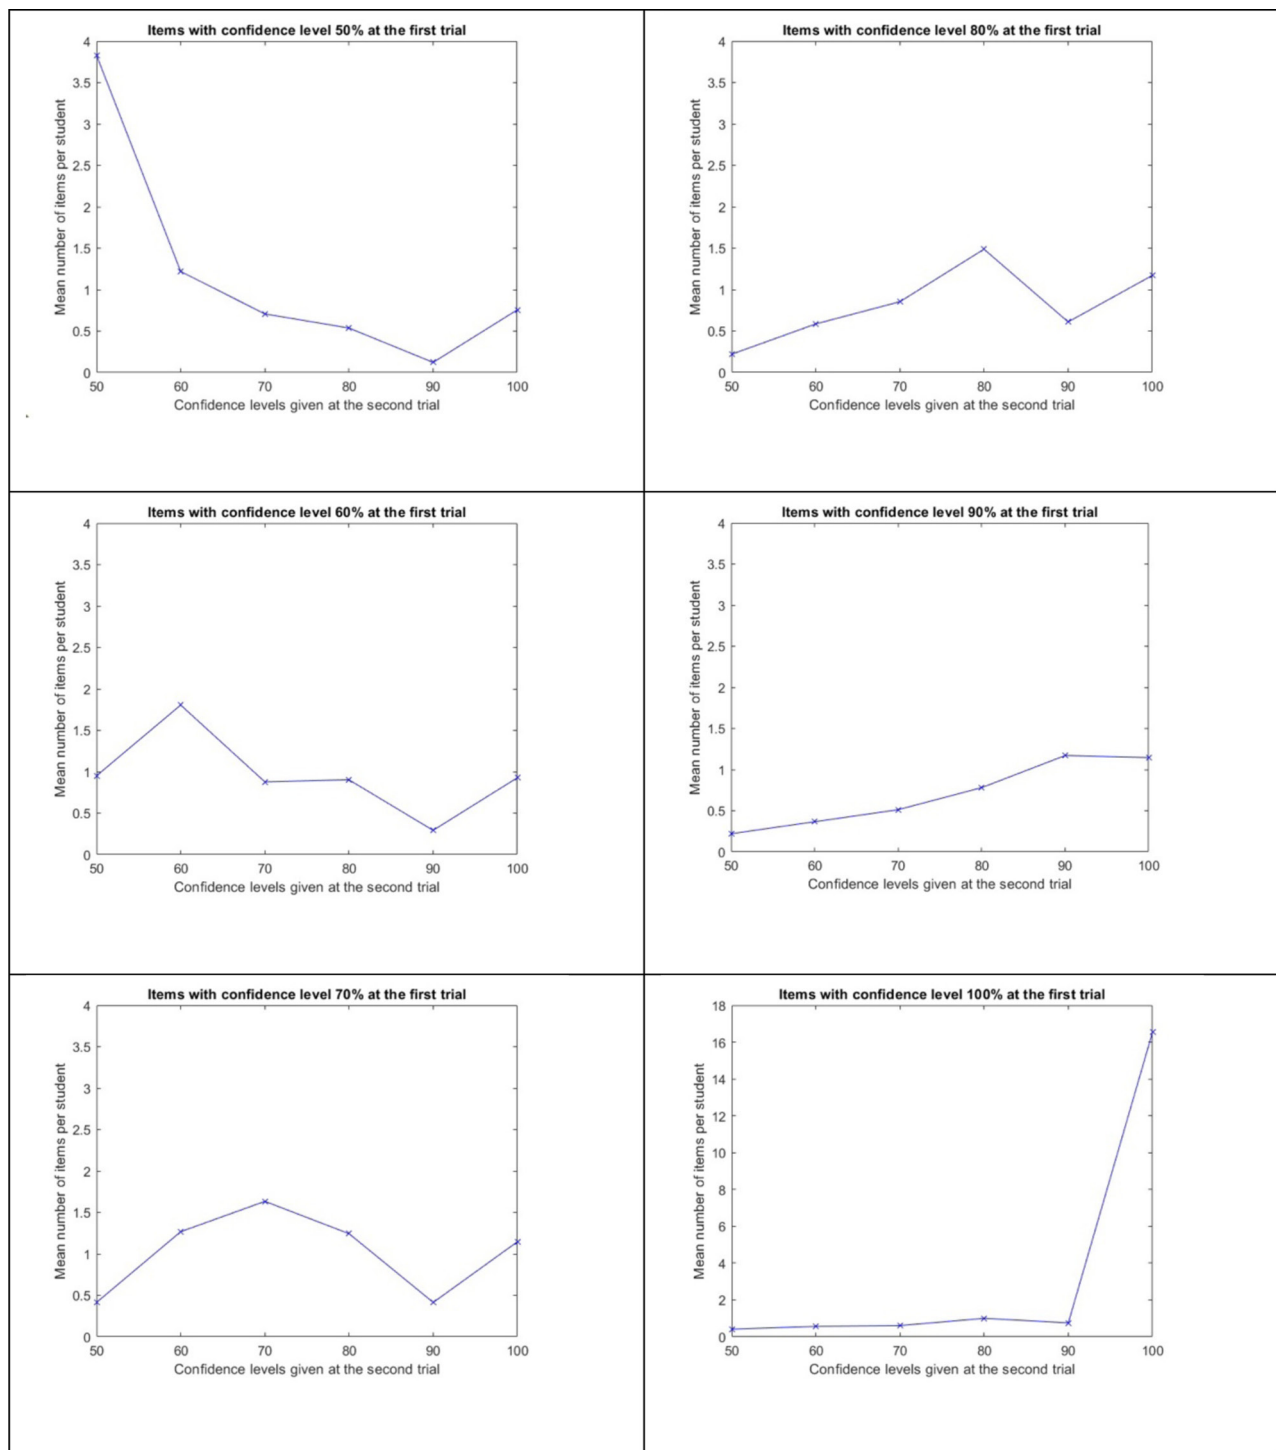 Items with confidence level 50% at the first trial
4
3.5
3
2.5
2
1.5
1
0.5
0
Mean number of items per student
50 60 70 80 90 100
Confidence levels given at the second trial
Items with confidence level 80% at the first trial
4
3.5
3
2.5
2
1.5
1
0.5
0
Mean number of items per student
50 60 70 80 90 100
Confidence levels given at the second trial
Items with confidence level 60% at the first trial
4
3.5
3
2.5
2
1.5
1
0.5
0
Mean number of items per student
50 60 70 80 90 100
Confidence levels given at the second trial
Items with confidence level 90% at the first trial
4
3.5
3
2.5
2
1.5
1
0.5
0
Mean number of items per student
50 60 70 80 90 100
Confidence levels given at the second trial
Items with confidence level 70% at the first trial
4
3.5
3
2.5
2
1.5
1
0.5
0
Mean number of items per student
50 60 70 80 90 100
Confidence levels given at the second trial
Items with confidence level 100% at the first trial
18
16
14
12
10
8
6
4
2
0
Mean number of items per student
50 60 70 80 90 100
Confidence levels given at the second trial